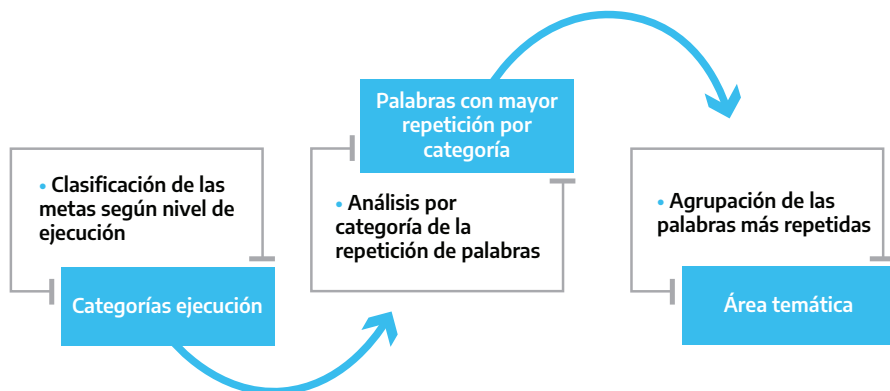 • Clasificación de las
metas según nivel de
ejecución
Categorías ejecución
Palabras con mayor
repetición por
categoría
• Análisis por
categoría de la
repetición de palabras
• Agrupación de las
palabras más repetidas
Área temática